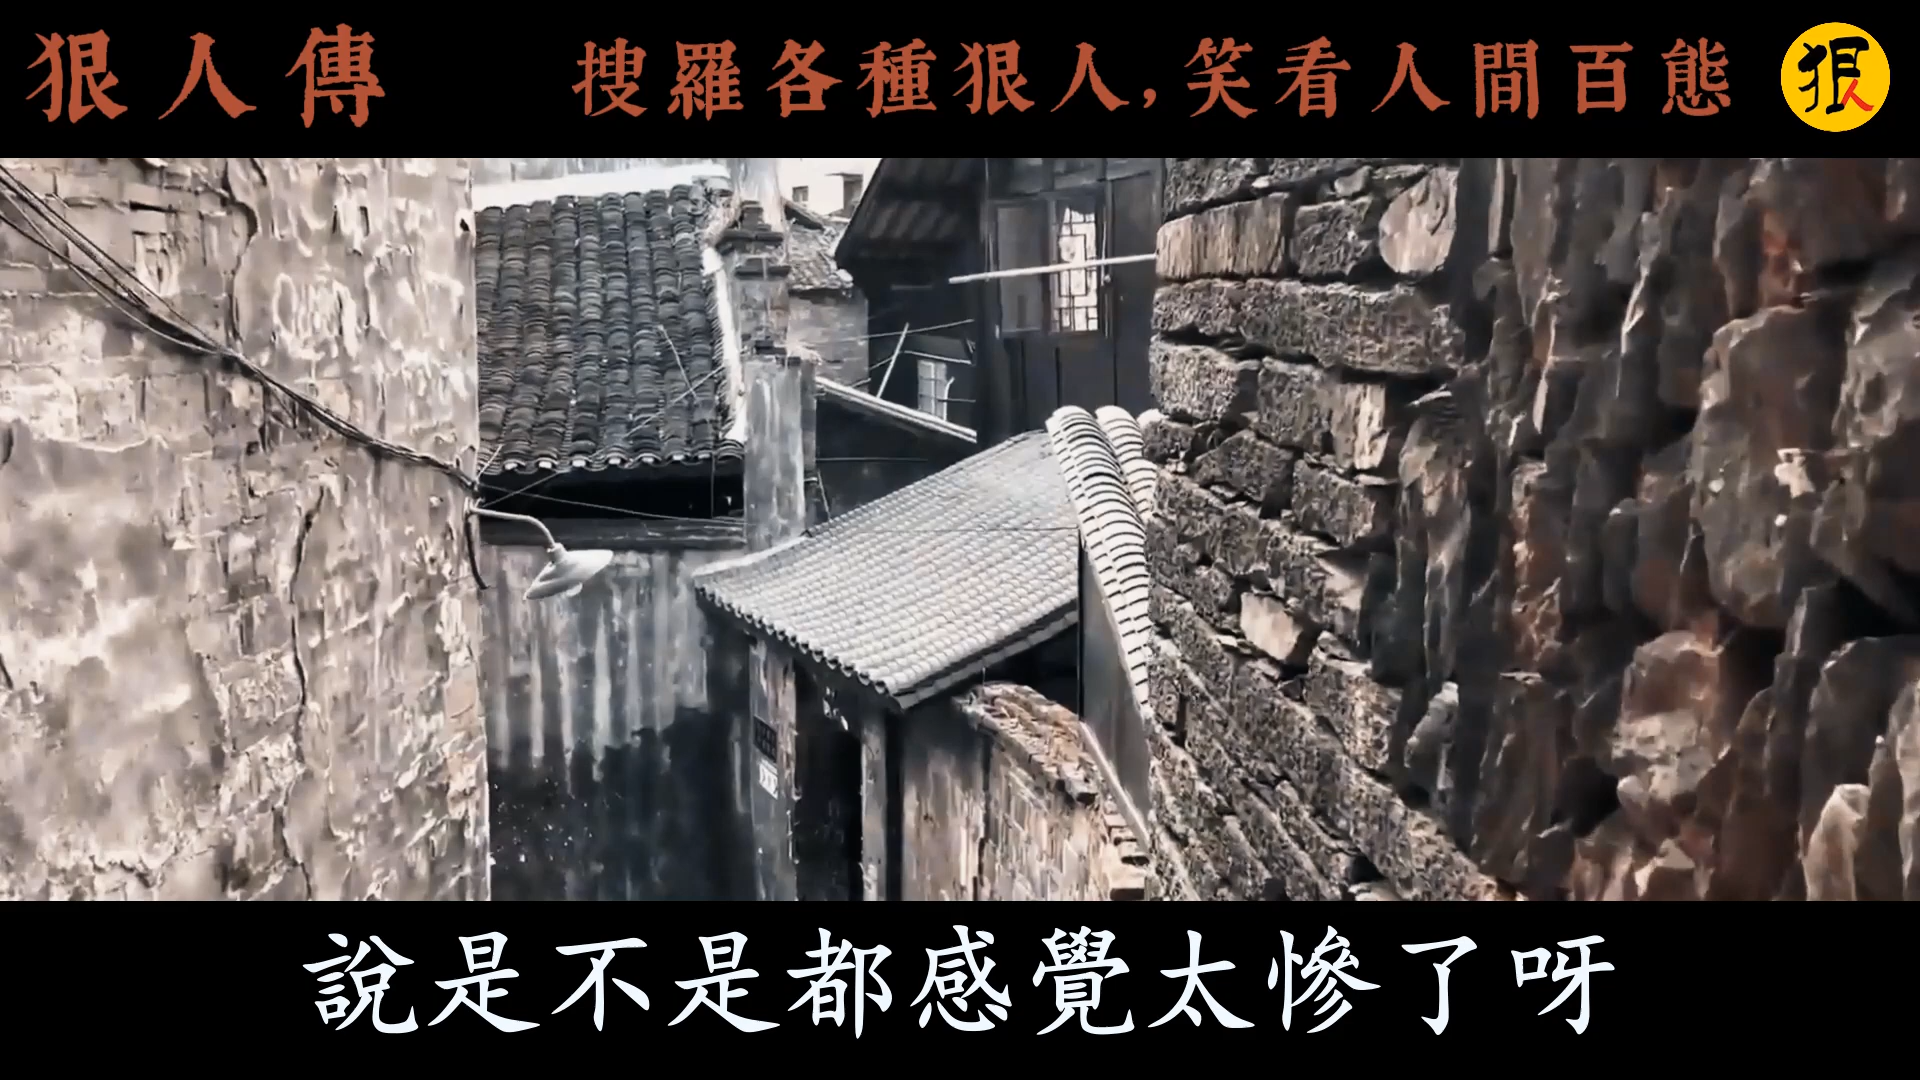 狠人傳
搜羅各種狠人,笑看人間百態
狠人
說是不是都感覺太慘了呀